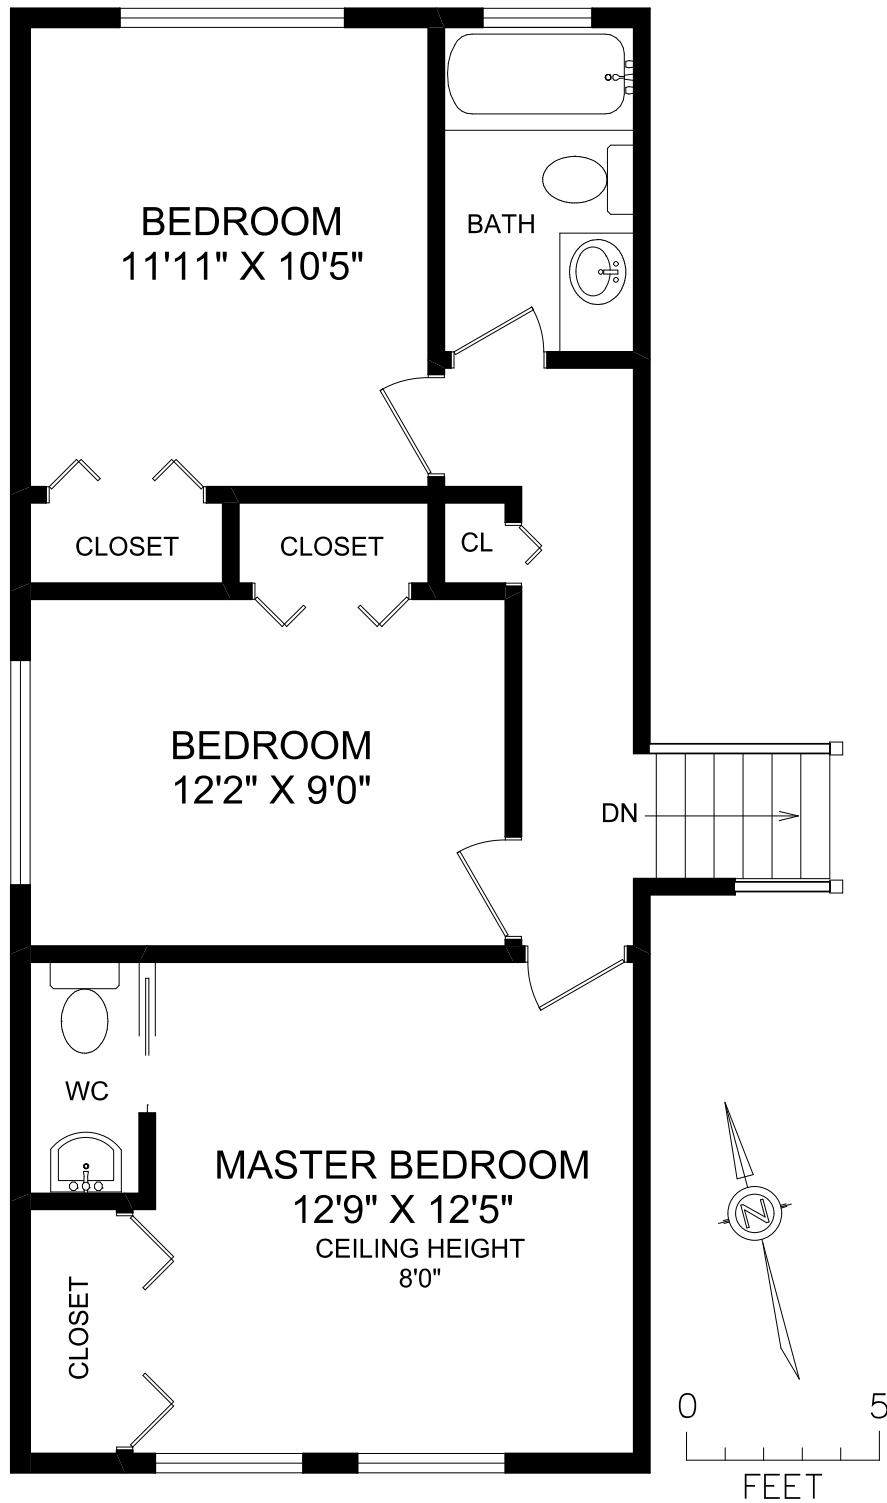 BEDROOM
11'11" X 10'5"
BATH
CLOSET
CLOSET
CL
BEDROOM
12'2" X 9'0"
DN
WC
MASTER BEDROOM
12'9" X 12'5"
CEILING HEIGHT
8'0"
CLOSET
N
0 5
FEET